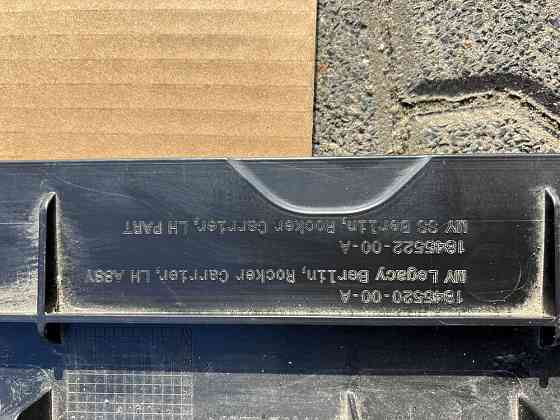 1845520-00-A
MY Legacy Berlin, Rocker Carrier, LH ASSY
1845522-00-A
MY SS Berlin, Rocker Carrier, LH PART